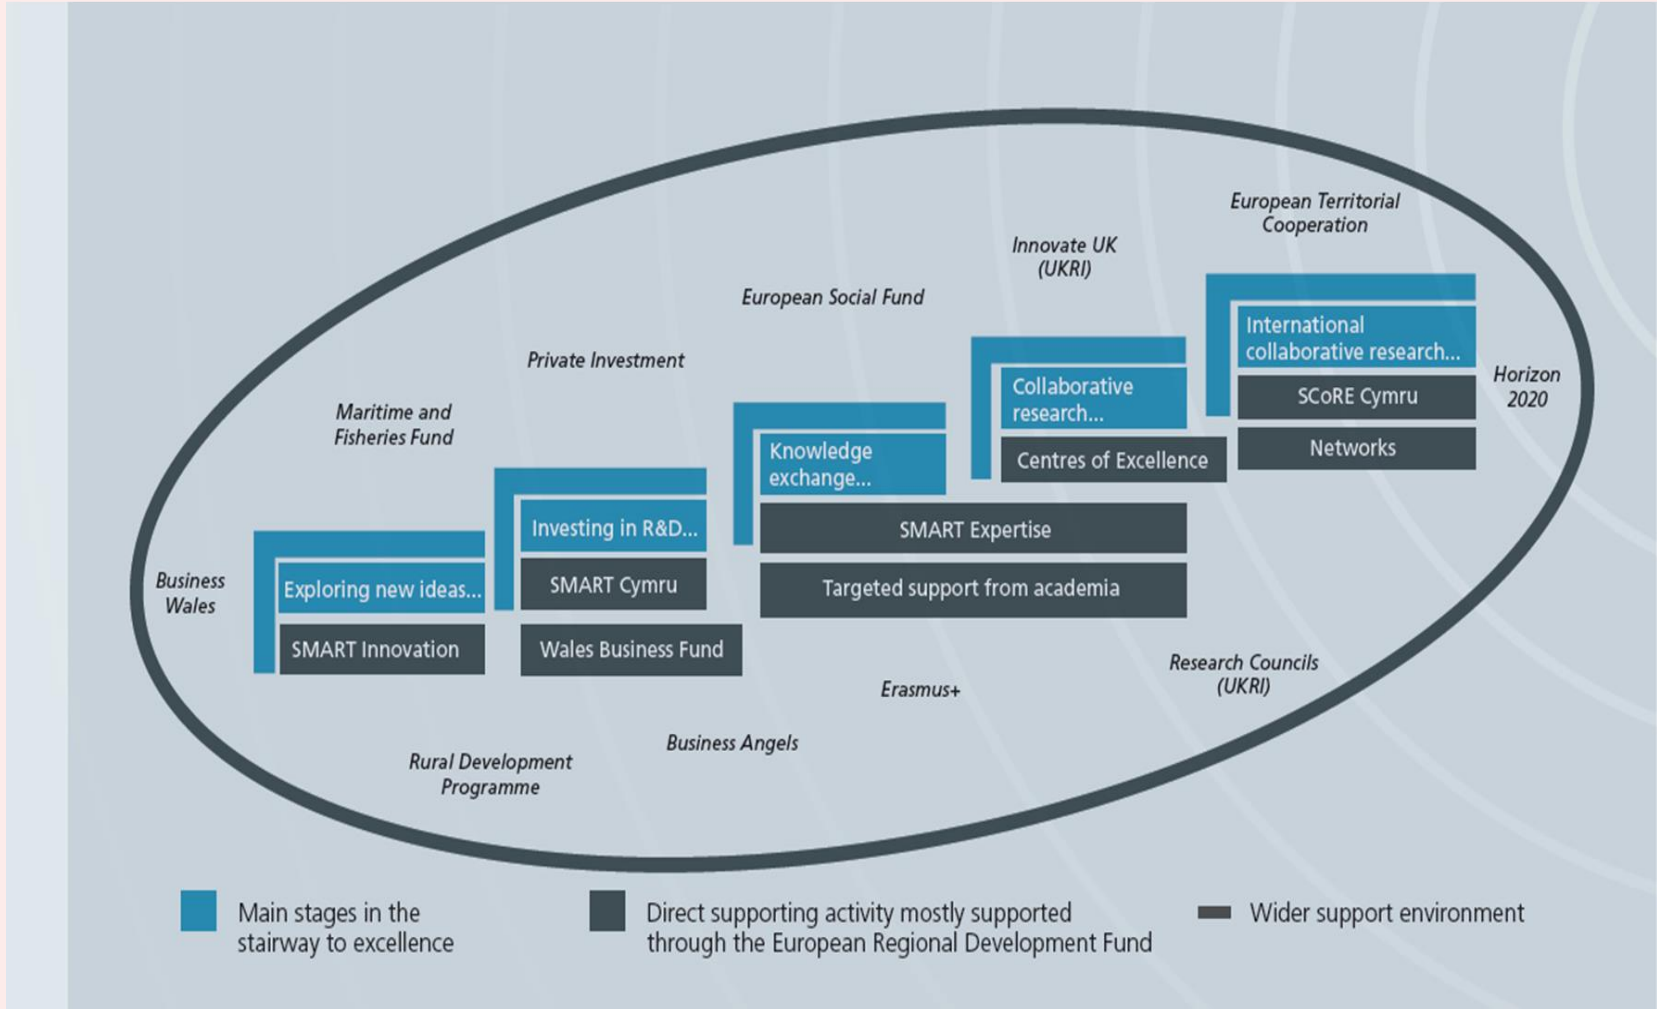 European Territorial
Cooperation
Innovate UK
(UKRI)
European Social Fund
International
collaborative research...
Private Investment
Collaborative
research...
Horizon
2020
SCoRE Cymru
Maritime and
Fisheries Fund
Knowledge
exchange...
Centres of Excellence
Networks
Investing in R&D...
SMART Expertise
Business
Wales
Exploring new ideas...
SMART Cymru
Targeted support from academia
SMART Innovation
Wales Business Fund
Research Councils
(UKRI)
Erasmus+
Business Angels
Rural Development
Programme
Main stages in the
stairway to excellence
Direct supporting activity mostly supported
through the European Regional Development Fund
Wider support environment